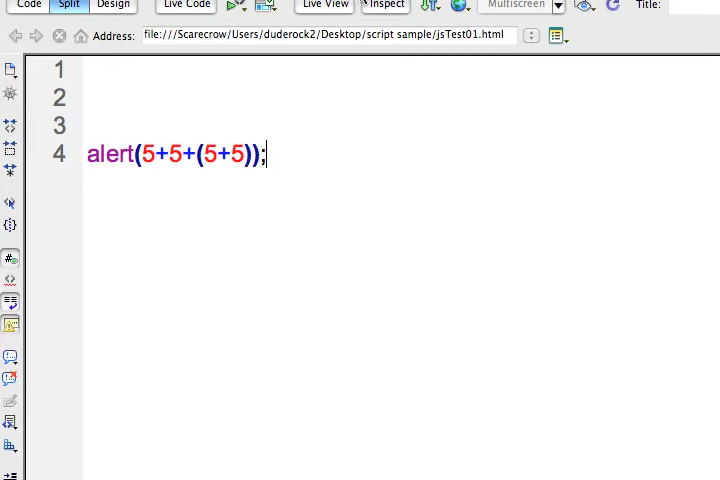 Code Split Design Live Code Live View Inspect Multiscreen Title:
Address: file:///Scarecrow/Users/duderock2/Desktop/script sample/jsTest01.html
1
2
3
4 alert(5+5+(5+5));